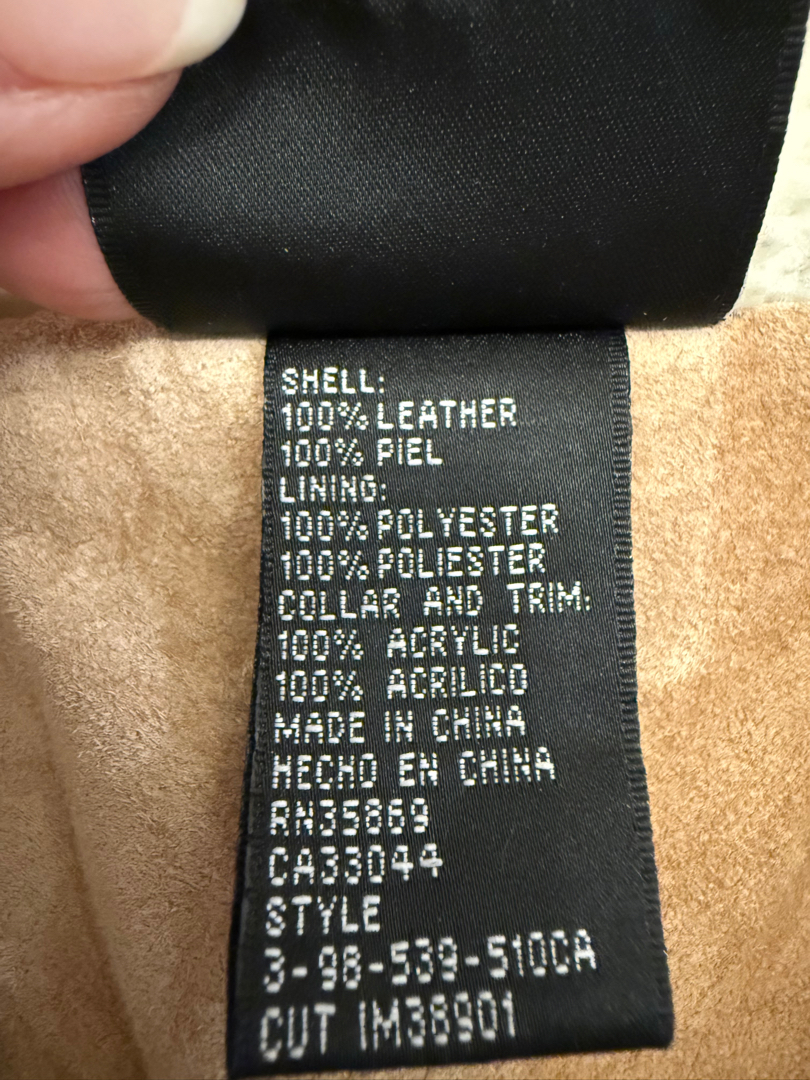 SHELL:
100% LEATHER
100% PIEL
LINING:
100% POLYESTER
100% POLIESTER
COLLAR AND TRIM:
100% ACRYLIC
100% ACRILICO
MADE IN CHINA
HECHO EN CHINA
RN35869
CA33044
STYLE
3-98-539-510CA
CUT IM38901